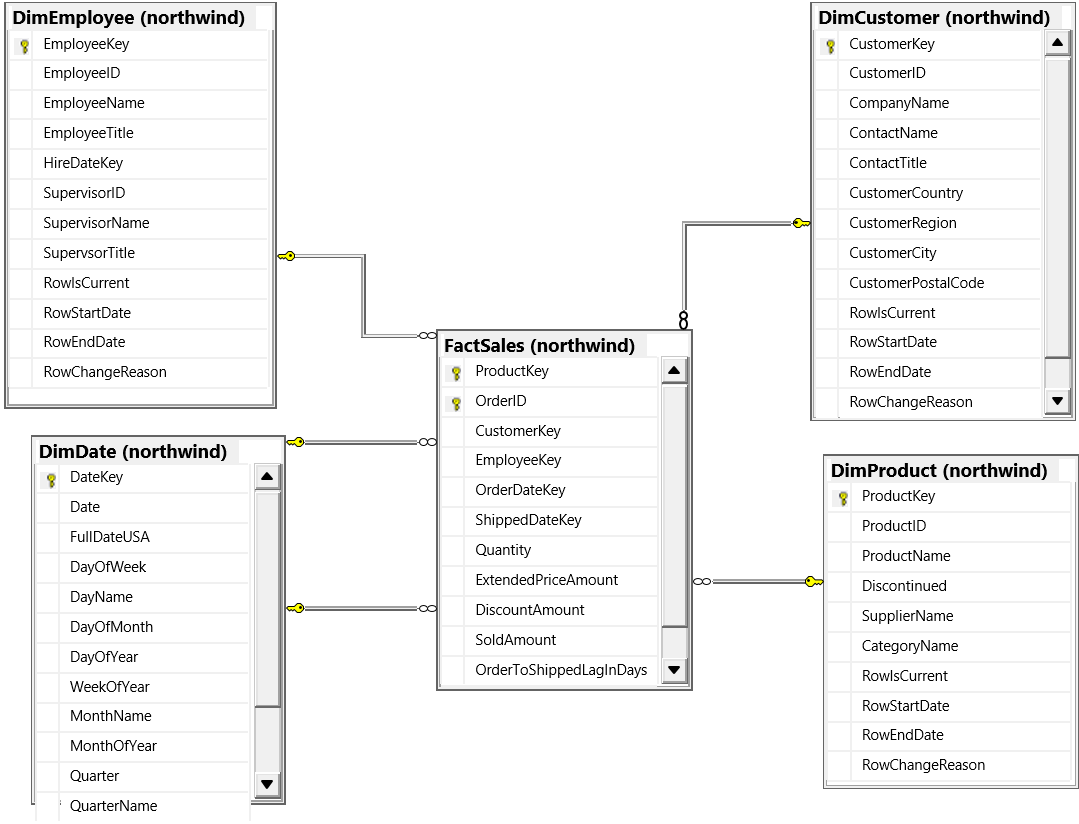 DimEmployee (northwind)
EmployeeKey
EmployeeID
EmployeeName
EmployeeTitle
HireDateKey
SupervisorID
SupervisorName
SupervsorTitle
RowIsCurrent
RowStartDate
RowEndDate
RowChangeReason
DimCustomer (northwind)
CustomerKey
CustomerID
CompanyName
ContactName
ContactTitle
CustomerCountry
CustomerRegion
CustomerCity
CustomerPostalCode
RowIsCurrent
RowStartDate
RowEndDate
RowChangeReason
FactSales (northwind)
ProductKey
OrderID
CustomerKey
EmployeeKey
OrderDateKey
ShippedDateKey
Quantity
ExtendedPriceAmount
DiscountAmount
SoldAmount
OrderToShippedLagInDays
DimDate (northwind)
DateKey
Date
FullDateUSA
DayOfWeek
DayName
DayOfMonth
DayOfYear
WeekOfYear
MonthName
MonthOfYear
Quarter
QuarterName
DimProduct (northwind)
ProductKey
ProductID
ProductName
Discontinued
SupplierName
CategoryName
RowIsCurrent
RowStartDate
RowEndDate
RowChangeReason